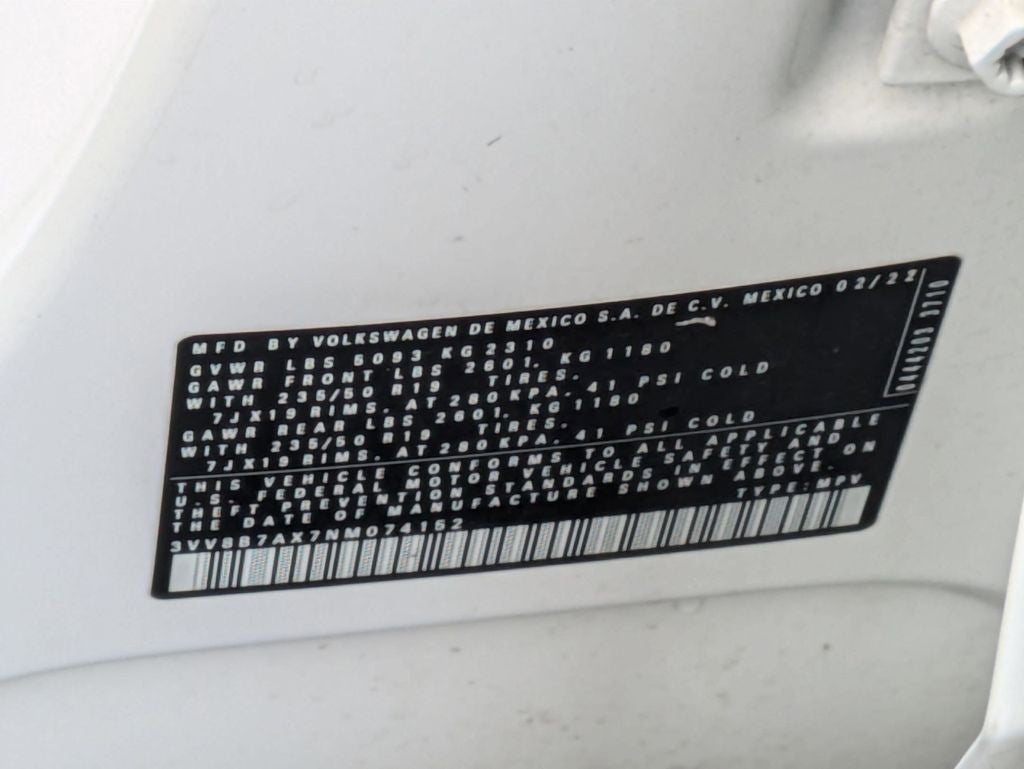 MFD BY VOLKSWAGEN DE MEXICO S.A. DE C.V. MEXICO 02/22
GVWR LBS 5093 KG 2310
GAWR FRONT LBS 2601. KG 1180
WITH 235/50 R19 TIRES.
7JX19 RIMS. AT 280 KPA. 41 PSI COLD
GAWR REAR LBS 2601. KG 1180
WITH 235/50 R19 TIRES.
7JX19 RIMS. AT 280 KPA. 41 PSI COLD
THIS VEHICLE CONFORMS TO ALL APPLICABLE
U.S. FEDERAL MOTOR VEHICLE SAFETY AND
THEFT PREVENTION STANDARDS IN EFFECT ON
THE DATE OF MANUFACTURE SHOWN ABOVE.
TYPE: MPV
3VV8B7AX7NM074152